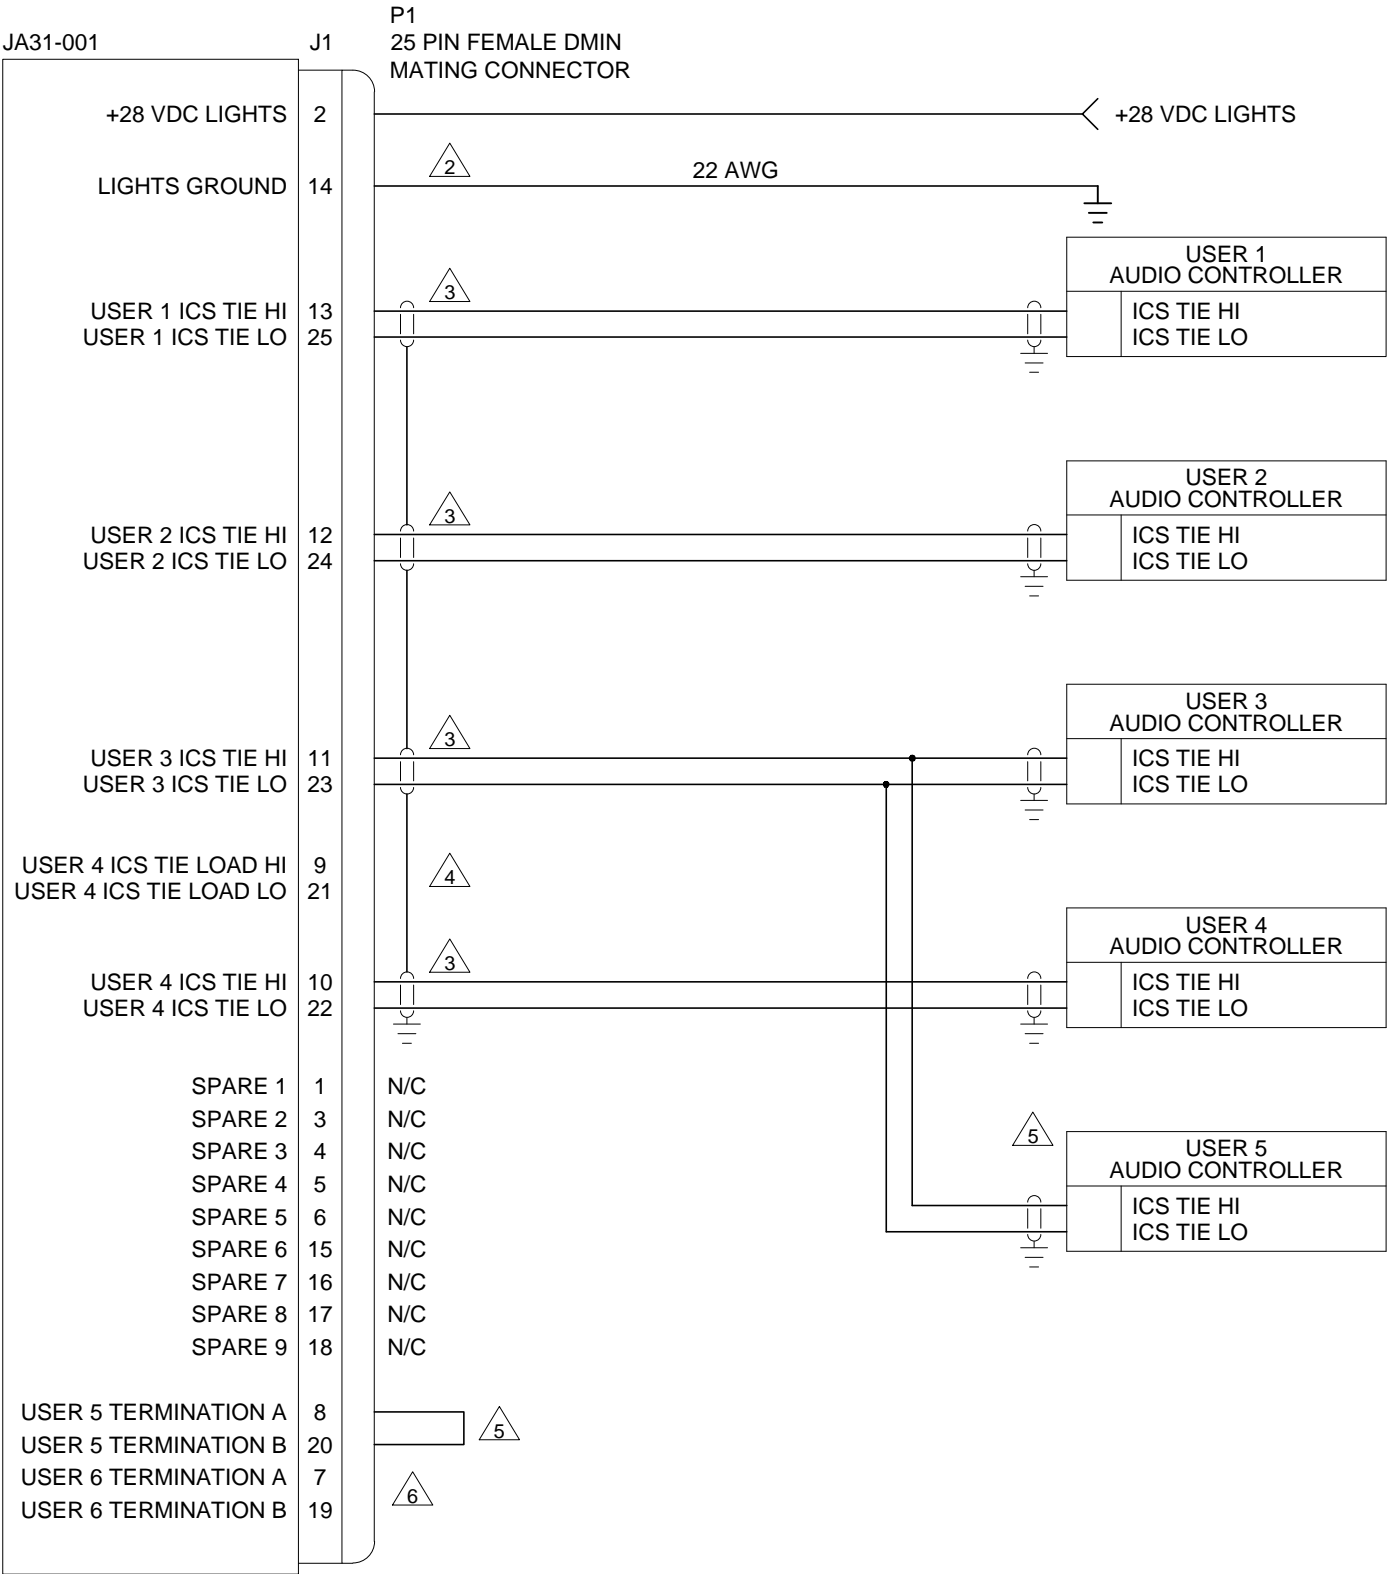 P1
JA31-001 J1 25 PIN FEMALE DMIN
MATING CONNECTOR
+28 VDC LIGHTS 2 +28 VDC LIGHTS
2 22 AWG
LIGHTS GROUND 14
USER 1
AUDIO CONTROLLER
3
USER 1 ICS TIE HI 13 ICS TIE HI
USER 1 ICS TIE LO 25 ICS TIE LO
USER 2
AUDIO CONTROLLER
3
USER 2 ICS TIE HI 12 ICS TIE HI
USER 2 ICS TIE LO 24 ICS TIE LO
USER 3
AUDIO CONTROLLER
3
USER 3 ICS TIE HI 11 ICS TIE HI
USER 3 ICS TIE LO 23 ICS TIE LO
USER 4 ICS TIE LOAD HI 9
4
USER 4 ICS TIE LOAD LO 21
USER 4
AUDIO CONTROLLER
3
USER 4 ICS TIE HI 10 ICS TIE HI
USER 4 ICS TIE LO 22 ICS TIE LO
SPARE 1 1 N/C
SPARE 2 3 N/C
5
SPARE 3 4 N/C USER 5
AUDIO CONTROLLER
SPARE 4 5 N/C
SPARE 5 6 N/C ICS TIE HI
SPARE 6 15 N/C ICS TIE LO
SPARE 7 16 N/C
SPARE 8 17 N/C
SPARE 9 18 N/C
USER 5 TERMINATION A 8
5
USER 5 TERMINATION B 20
USER 6 TERMINATION A 7
6
USER 6 TERMINATION B 19